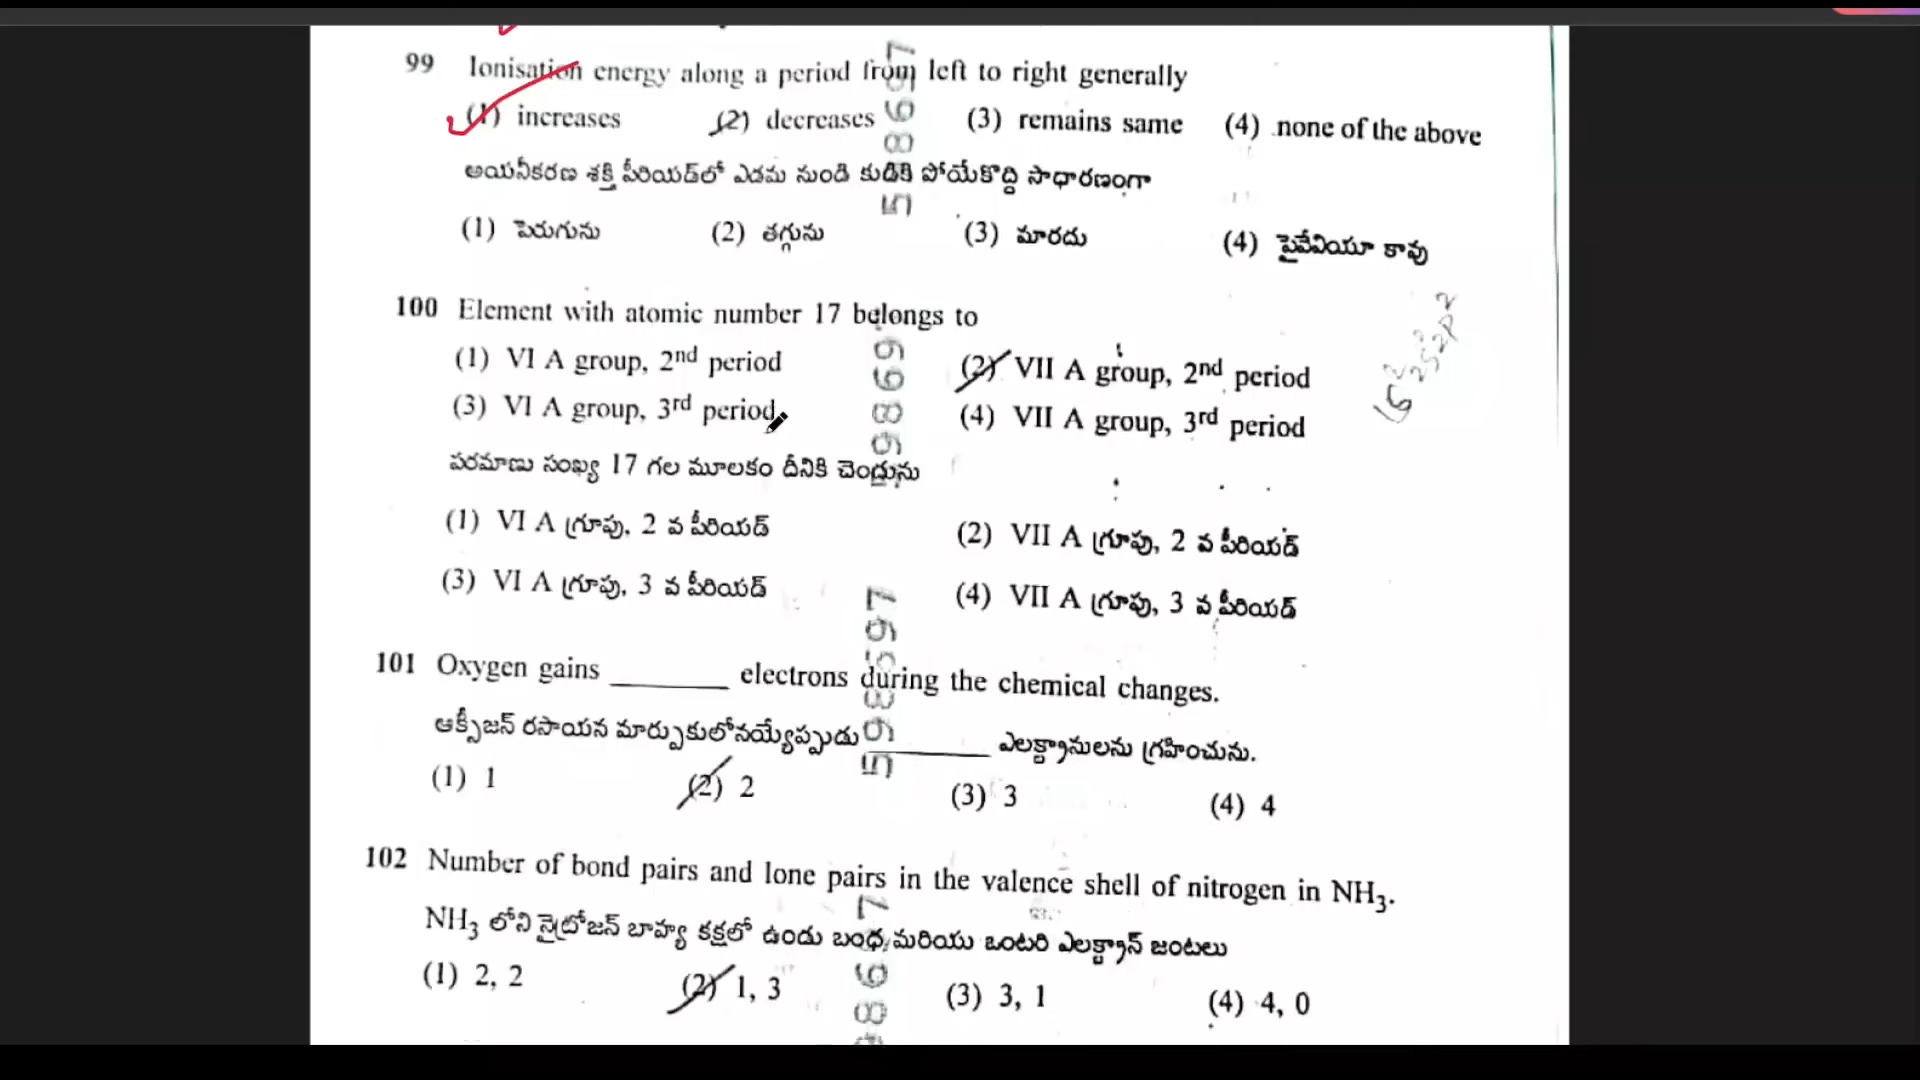 99 Ionisation energy along a period from left to right generally
(1) increases (2) decreases (3) remains same (4) none of the above
అయనీకరణ శక్తి పీరియడ్‌లో ఎడమ నుండి కుడికి పోయేకొద్ది సాధారణంగా
(1) పెరుగును (2) తగ్గును (3) మారదు (4) పైవేవియూ కావు
100 Element with atomic number 17 belongs to
(1) VI A group, 2nd period (2) VII A group, 2nd period
(3) VI A group, 3rd period (4) VII A group, 3rd period
పరమాణు సంఖ్య 17 గల మూలకం దీనికి చెందును
(1) VI A గ్రూపు, 2 వ పీరియడ్ (2) VII A గ్రూపు, 2 వ పీరియడ్
(3) VI A గ్రూపు, 3 వ పీరియడ్ (4) VII A గ్రూపు, 3 వ పీరియడ్
101 Oxygen gains ________ electrons during the chemical changes.
ఆక్సీజన్ రసాయన మార్పుకులోనయ్యేప్పుడు ________ ఎలక్ట్రానులను గ్రహించును.
(1) 1 (2) 2 (3) 3 (4) 4
102 Number of bond pairs and lone pairs in the valence shell of nitrogen in NH3.
NH3 లోని నైట్రోజన్ బాహ్య కక్షలో ఉండు బంధ మరియు ఒంటరి ఎలక్ట్రాన్ జంటలు
(1) 2, 2 (2) 1, 3 (3) 3, 1 (4) 4, 0